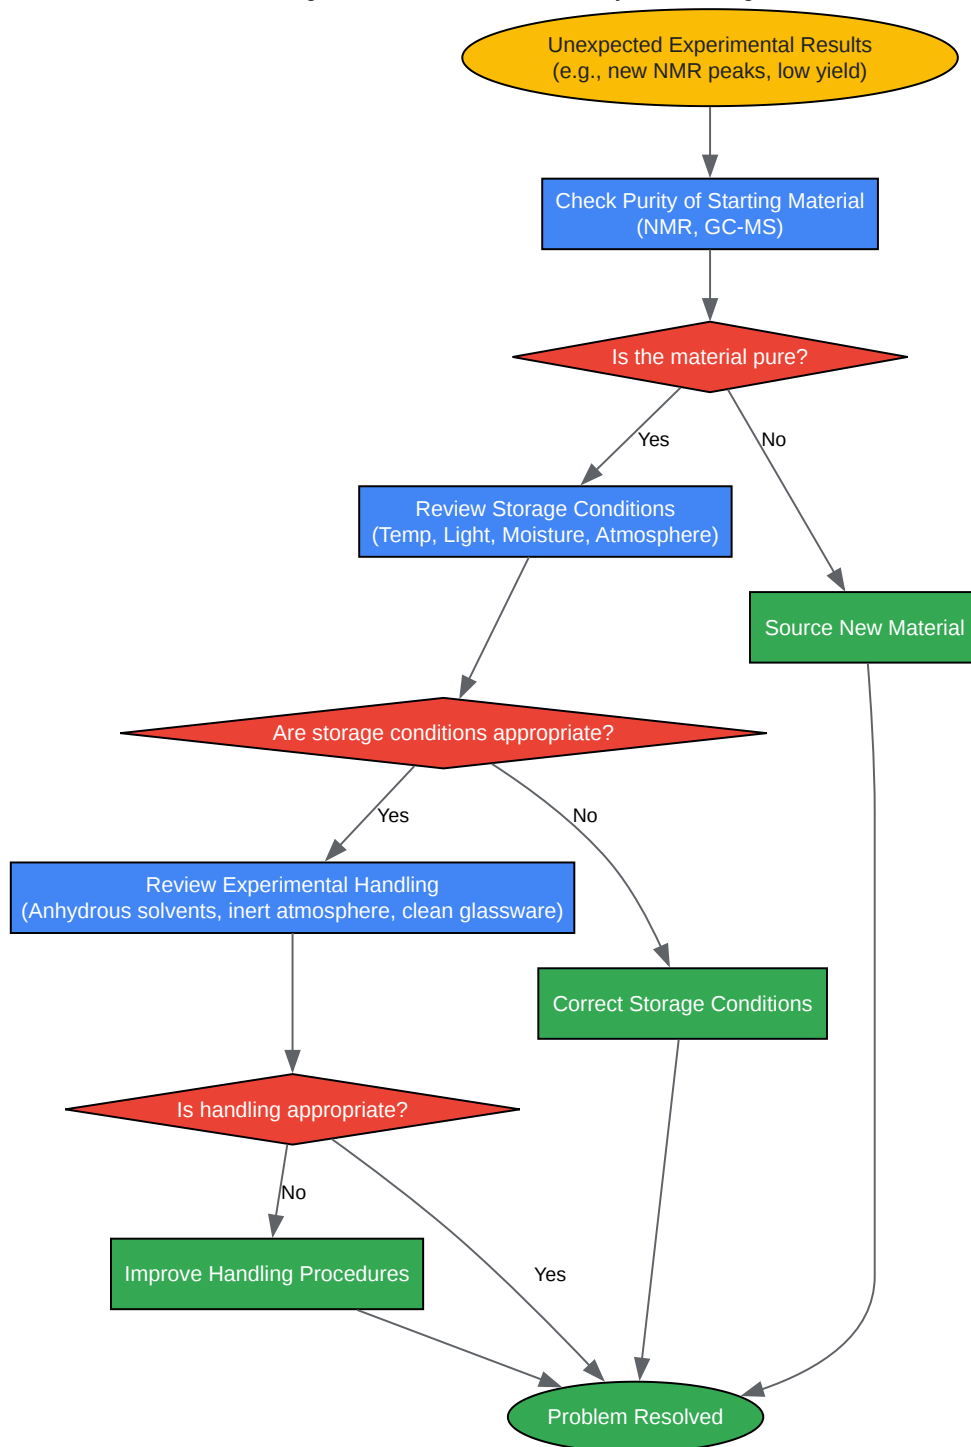 Unexpected Experimental Results
(e.g., new NMR peaks, low yield)
Check Purity of Starting Material
(NMR, GC-MS)
Is the material pure?
Yes
No
Review Storage Conditions
(Temp, Light, Moisture, Atmosphere)
Source New Material
Are storage conditions appropriate?
Yes
No
Review Experimental Handling
(Anhydrous solvents, inert atmosphere, clean glassware)
Correct Storage Conditions
Is handling appropriate?
No
Improve Handling Procedures
Yes
Problem Resolved